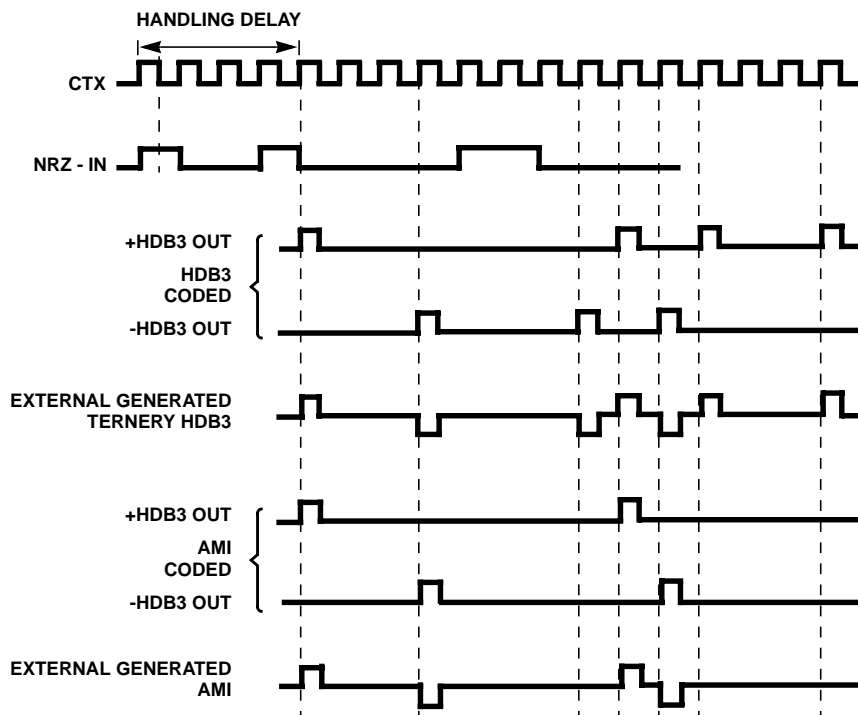 HANDLING DELAY
CTX
NRZ - IN
+HDB3 OUT
HDB3
CODED
-HDB3 OUT
EXTERNAL GENERATED
TERNERY HDB3
+HDB3 OUT
AMI
CODED
-HDB3 OUT
EXTERNAL GENERATED
AMI